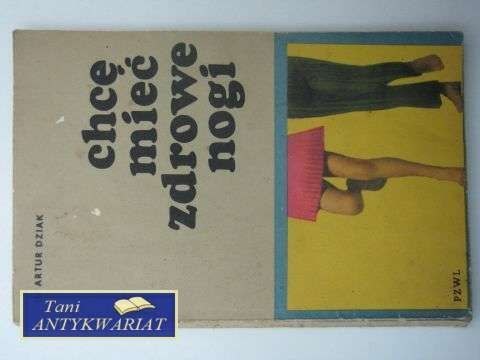 ARTUR DZIAK
chcę
mieć
zdrowe
nogi
PZWL
Tani
ANTYKWARIAT